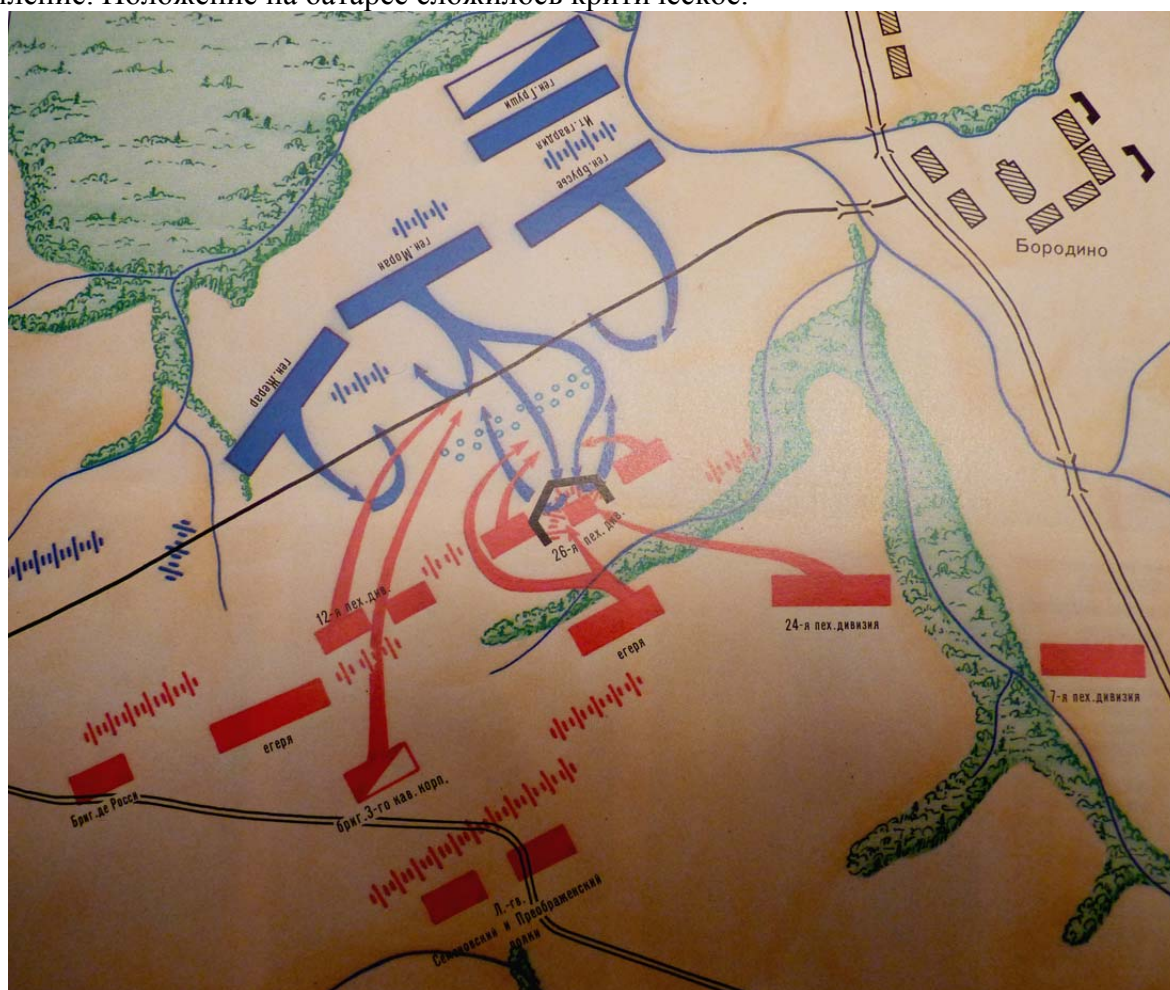 ление. Положение на батарее сложилось критическое.
ген. Груши
Ит. гвардия
ген. Брусье
ген. Моран
ген. Жерар
Бородино
26-я пех. див.
12-я пех. див.
24-я пех. дивизия
егеря
7-я пех. дивизия
егеря
Бриг. де Росси
бриг. 3-го кав. корп.
Л.-гв.
Семеновский и Преображенский
полки